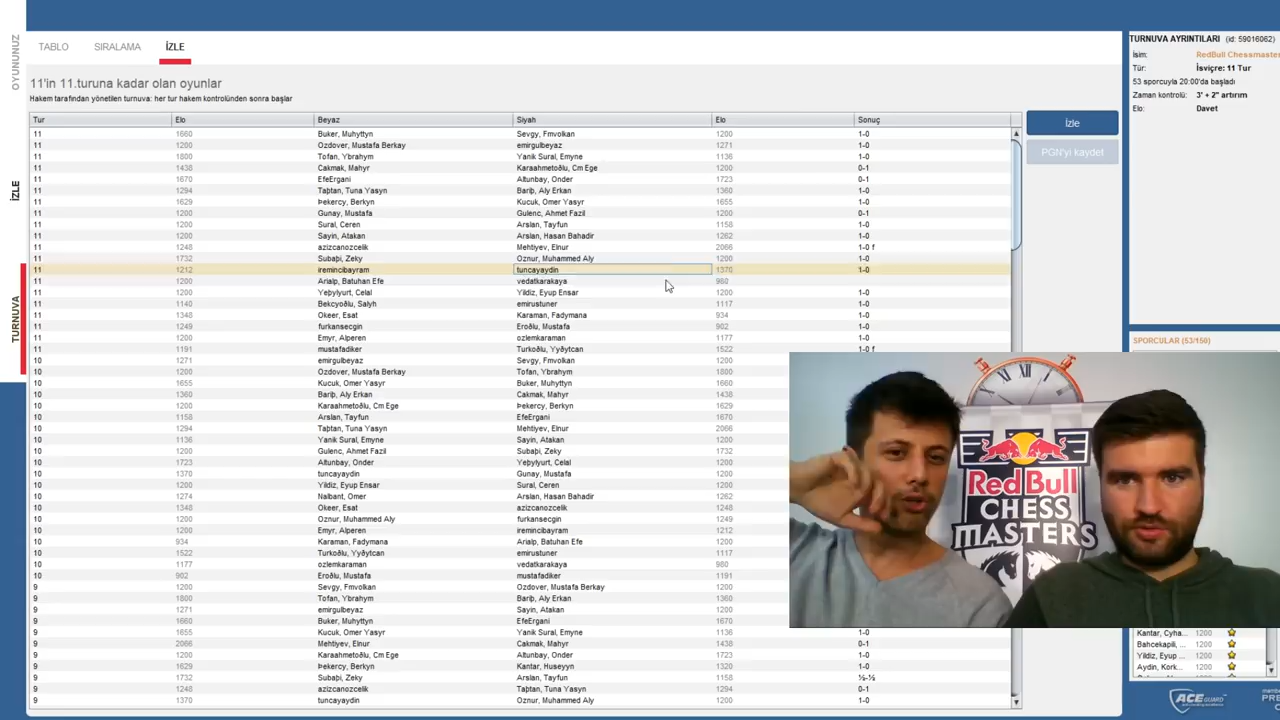 OYUNUNUZ
İZLE
TURNUVA
TABLO SIRALAMA İZLE
11'in 11.turuna kadar olan oyunlar
Hakem tarafından yönetilen turnuva: her tur hakem kontrolünden sonra başlar
Tur Elo Beyaz Siyah Elo Sonuç
11 1660 Buker, Muhyttyn Sevgy, Fmvolkan 1200 1-0
11 1200 Ozdover, Mustafa Berkay emirgulbeyaz 1271 1-0
11 1800 Tofan, Ybrahym Yanik Sural, Emyne 1136 1-0
11 1438 Cakmak, Mahyr Karaahmetoðlu, Cm Ege 1200 0-1
11 1670 EfeErgani Altunbay, Onder 1723 0-1
11 1294 Taþtan, Tuna Yasyn Bariþ, Aly Erkan 1360 1-0
11 1629 Þekercy, Berkyn Kucuk, Omer Yasyr 1655 1-0
11 1200 Gunay, Mustafa Gulenc, Ahmet Fazil 1200 0-1
11 1200 Sural, Ceren Arslan, Tayfun 1158 1-0
11 1200 Sayin, Atakan Arslan, Hasan Bahadir 1262 1-0
11 1248 azizcanozcelik Mehtiyev, Elnur 2066 1-0 f
11 1732 Subaþi, Zeky Oznur, Muhammed Aly 1200 1-0
11 1212 iremincibayram tuncayaydin 1370 1-0
11 1200 Arialp, Batuhan Efe vedatkarakaya 980
11 1200 Yeþylyurt, Celal Yildiz, Eyup Ensar 1200 1-0
11 1140 Bekcyoðlu, Salyh emirustuner 1117 1-0
11 1348 Okeer, Esat Karaman, Fadymana 934 1-0
11 1249 furkansecgin Eroðlu, Mustafa 902 1-0
11 1200 Emyr, Alperen ozlemkaraman 1177 1-0
11 1191 mustafadiker Turkoðlu, Yyðytcan 1522 1-0 f
10 1271 emirgulbeyaz Sevgy, Fmvolkan 1200
10 1200 Ozdover, Mustafa Berkay Tofan, Ybrahym 1800
10 1655 Kucuk, Omer Yasyr Buker, Muhyttyn 1660
10 1360 Bariþ, Aly Erkan Cakmak, Mahyr 1438
10 1200 Karaahmetoðlu, Cm Ege Þekercy, Berkyn 1629
10 1158 Arslan, Tayfun EfeErgani 1670
10 1294 Taþtan, Tuna Yasyn Mehtiyev, Elnur 2066
10 1136 Yanik Sural, Emyne Sayin, Atakan 1200
10 1200 Gulenc, Ahmet Fazil Subaþi, Zeky 1732
10 1723 Altunbay, Onder Yeþylyurt, Celal 1200
10 1370 tuncayaydin Gunay, Mustafa 1200
10 1200 Yildiz, Eyup Ensar Sural, Ceren 1200
10 1274 Nalbant, Omer Arslan, Hasan Bahadir 1262
10 1348 Okeer, Esat azizcanozcelik 1248
10 1200 Oznur, Muhammed Aly furkansecgin 1249
10 1200 Emyr, Alperen iremincibayram 1212
10 934 Karaman, Fadymana Arialp, Batuhan Efe 1200
10 1522 Turkoðlu, Yyðytcan emirustuner 1117
10 1177 ozlemkaraman vedatkarakaya 980
10 902 Eroðlu, Mustafa mustafadiker 1191
9 1200 Sevgy, Fmvolkan Ozdover, Mustafa Berkay 1200
9 1800 Tofan, Ybrahym Bariþ, Aly Erkan 1360
9 1271 emirgulbeyaz Sayin, Atakan 1200
9 1660 Buker, Muhyttyn EfeErgani 1670
9 1655 Kucuk, Omer Yasyr Yanik Sural, Emyne 1136 1-0
9 2066 Mehtiyev, Elnur Cakmak, Mahyr 1438 0-1
9 1200 Karaahmetoðlu, Cm Ege Altunbay, Onder 1723 0-1
9 1629 Þekercy, Berkyn Kantar, Huseyyn 1320 1-0
9 1732 Subaþi, Zeky Arslan, Tayfun 1158 ½-½
9 1248 azizcanozcelik Taþtan, Tuna Yasyn 1294 0-1
9 1370 tuncayaydin Oznur, Muhammed Aly 1200 1-0
İzle
PGN'yi kaydet
TURNUVA AYRINTILARI (id: 59016062)
İsim: RedBull Chessmaster
Tür: İsviçre: 11 Tur
53 sporcuyla 20:00'da başladı
Zaman kontrolü: 3' + 2" artırım
Elo: Davet
SPORCULAR (53/150)
RedBull
CHESS
MASTERS
Kantar, Cyha... 1200
Bahcekapili, ... 1200
Yildiz, Eyup ... 1200
Aydin, Kork... 1200
ACEGUARD